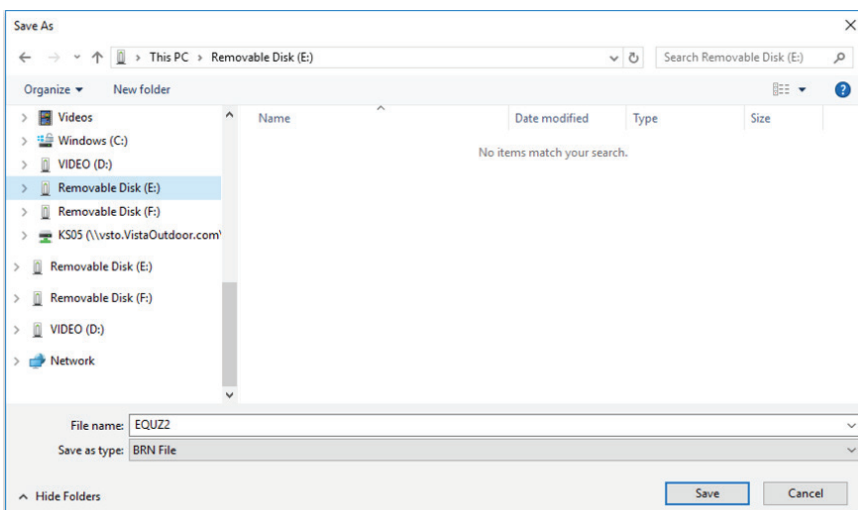 Save As
This PC > Removable Disk (E:)
Search Removable Disk (E:)
Organize
New folder
Videos
Windows (C:)
VIDEO (D:)
Removable Disk (E:)
Removable Disk (F:)
KS05 (\\vsto.VistaOutdoor.com\
Removable Disk (E:)
Removable Disk (F:)
VIDEO (D:)
Network
Name Date modified Type Size
No items match your search.
File name: EQUZ2
Save as type: BRN File
Hide Folders
Save
Cancel